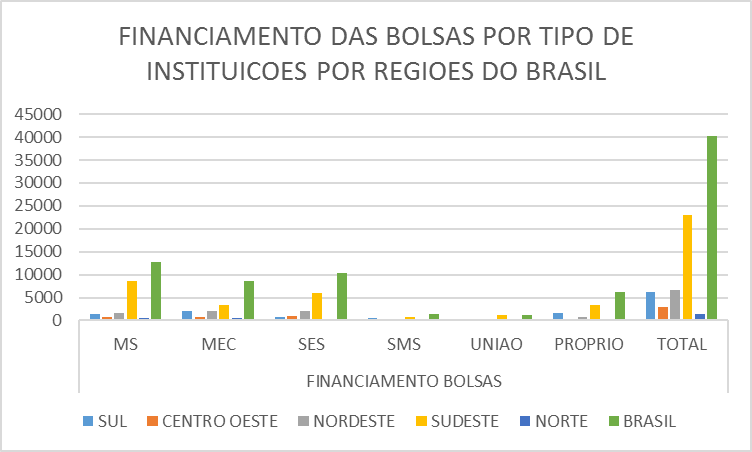 FINANCIAMENTO DAS BOLSAS POR TIPO DE
INSTITUICOES POR REGIOES DO BRASIL
45000
40000
35000
30000
25000
20000
15000
10000
5000
0
MS MEC SES SMS UNIAO PROPRIO TOTAL
FINANCIAMENTO BOLSAS
SUL CENTRO OESTE NORDESTE SUDESTE NORTE BRASIL